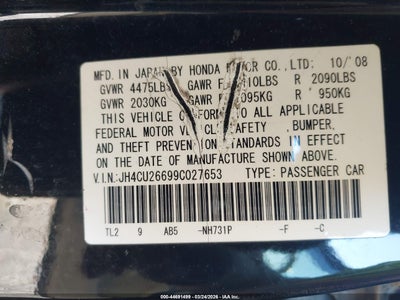 MFD. IN JAPAN BY HONDA MOTOR CO., LTD: 10/'08
GVWR 4475LBS GAWR F 10LBS R 2090LBS
GVWR 2030KG GAWR 095KG R 950KG
THIS VEHICLE CONFORMS TO ALL APPLICABLE
FEDERAL MOTOR VEHICLE SAFETY, BUMPER,
AND THEFT PREVENTION STANDARDS IN EFFECT
ON THE DATE OF MANUFACTURE SHOWN ABOVE.
V.I.N:JH4CU26699C027653 TYPE: PASSENGER CAR
TL2 9 AB5 -NH731P -F -C
000-44691499 - 03/24/2026 - IAA Inc.